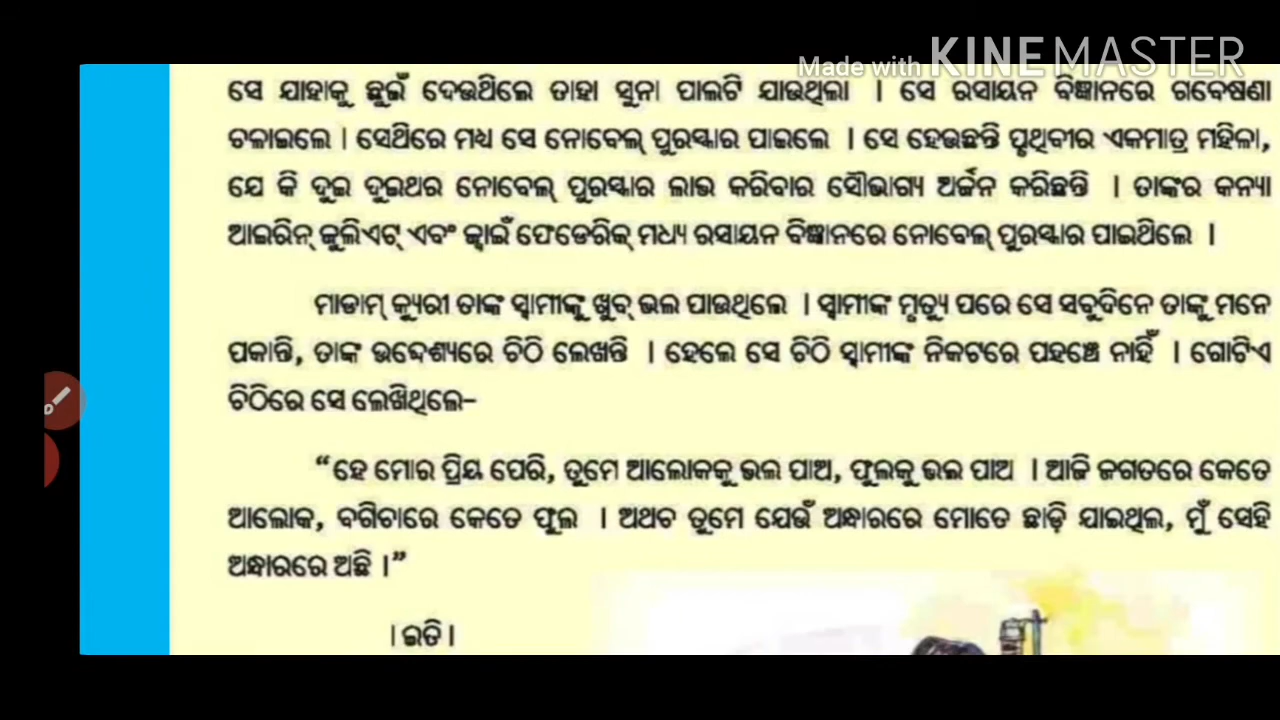 Made with KINEMASTER
ସେ ଯାହାକୁ ଛୁଇଁ ଦେଉଥିଲେ ତାହା ସୁନା ପାଲଟି ଯାଉଥିଲା । ସେ ରସାୟନ ବିଜ୍ଞାନରେ ଗବେଷଣା
ଚଳାଇଲେ । ସେଥିରେ ମଧ୍ୟ ସେ ନୋବେଲ୍ ପୁରସ୍କାର ପାଇଲେ । ସେ ହେଉଛନ୍ତି ପୃଥିବୀର ଏକମାତ୍ର ମହିଳା,
ଯେ କି ଦୁଇ ଦୁଇଥର ନୋବେଲ୍ ପୁରସ୍କାର ଲାଭ କରିବାର ସୌଭାଗ୍ୟ ଅର୍ଜନ କରିଛନ୍ତି । ତାଙ୍କର କନ୍ୟା
ଆଇରିନ୍ କୁଲିଏଟ୍ ଏବଂ ଜ୍ୱାଇଁ ଫେଡେରିକ୍ ମଧ୍ୟ ରସାୟନ ବିଜ୍ଞାନରେ ନୋବେଲ୍ ପୁରସ୍କାର ପାଇଥିଲେ ।
ମାଡାମ୍ କ୍ୟୁରୀ ତାଙ୍କ ସ୍ୱାମୀଙ୍କୁ ଖୁବ୍ ଭଲ ପାଉଥିଲେ । ସ୍ୱାମୀଙ୍କ ମୃତ୍ୟୁ ପରେ ସେ ସବୁଦିନେ ତାଙ୍କୁ ମନେ
ପକାନ୍ତି, ତାଙ୍କ ଉଦ୍ଦେଶ୍ୟରେ ଚିଠି ଲେଖନ୍ତି । ହେଲେ ସେ ଚିଠି ସ୍ୱାମୀଙ୍କ ନିକଟରେ ପହଞ୍ଚେ ନାହିଁ । ଗୋଟିଏ
ଚିଠିରେ ସେ ଲେଖିଥିଲେ–
“ହେ ମୋର ପ୍ରିୟ ପେରି, ତୁମେ ଆଲୋକକୁ ଭଲ ପାଅ, ଫୁଲକୁ ଭଲ ପାଅ । ଆଜି ଜଗତରେ କେତେ
ଆଲୋକ, ବଗିଚାରେ କେତେ ଫୁଲ । ଅଥଚ ତୁମେ ଯେଉଁ ଅନ୍ଧାରରେ ମୋତେ ଛାଡ଼ି ଯାଇଥିଲ, ମୁଁ ସେହି
ଅନ୍ଧାରରେ ଅଛି ।”
। ଇତି ।